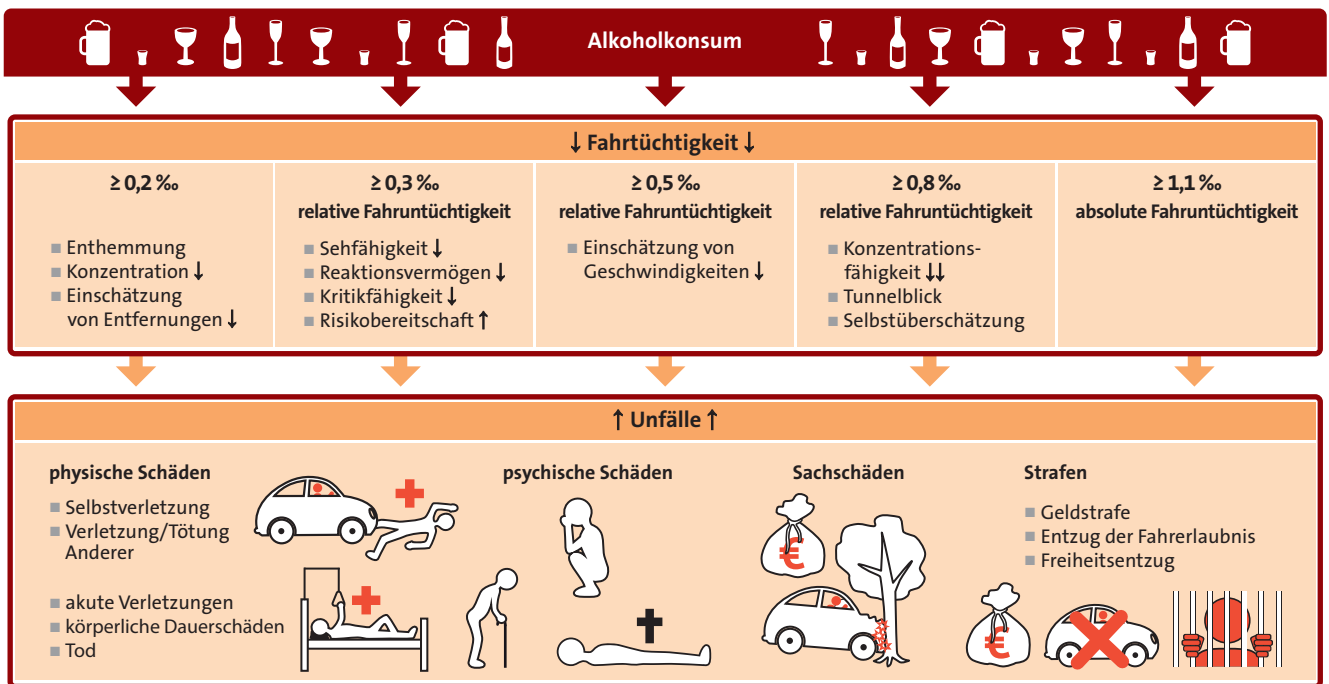 Alkoholkonsum
↓ Fahrtüchtigkeit ↓
≥ 0,2 ‰
Enthemmung
Konzentration ↓
Einschätzung
von Entfernungen ↓
≥ 0,3 ‰
relative Fahruntüchtigkeit
Sehfähigkeit ↓
Reaktionsvermögen ↓
Kritikfähigkeit ↓
Risikobereitschaft ↑
≥ 0,5 ‰
relative Fahruntüchtigkeit
Einschätzung von
Geschwindigkeiten ↓
≥ 0,8 ‰
relative Fahruntüchtigkeit
Konzentrations-
fähigkeit ↓↓
Tunnelblick
Selbstüberschätzung
≥ 1,1 ‰
absolute Fahruntüchtigkeit
↑ Unfälle ↑
physische Schäden
Selbstverletzung
Verletzung/Tötung
Anderer
akute Verletzungen
körperliche Dauerschäden
Tod
psychische Schäden
Sachschäden
€
Strafen
Geldstrafe
Entzug der Fahrerlaubnis
Freiheitsentzug
€